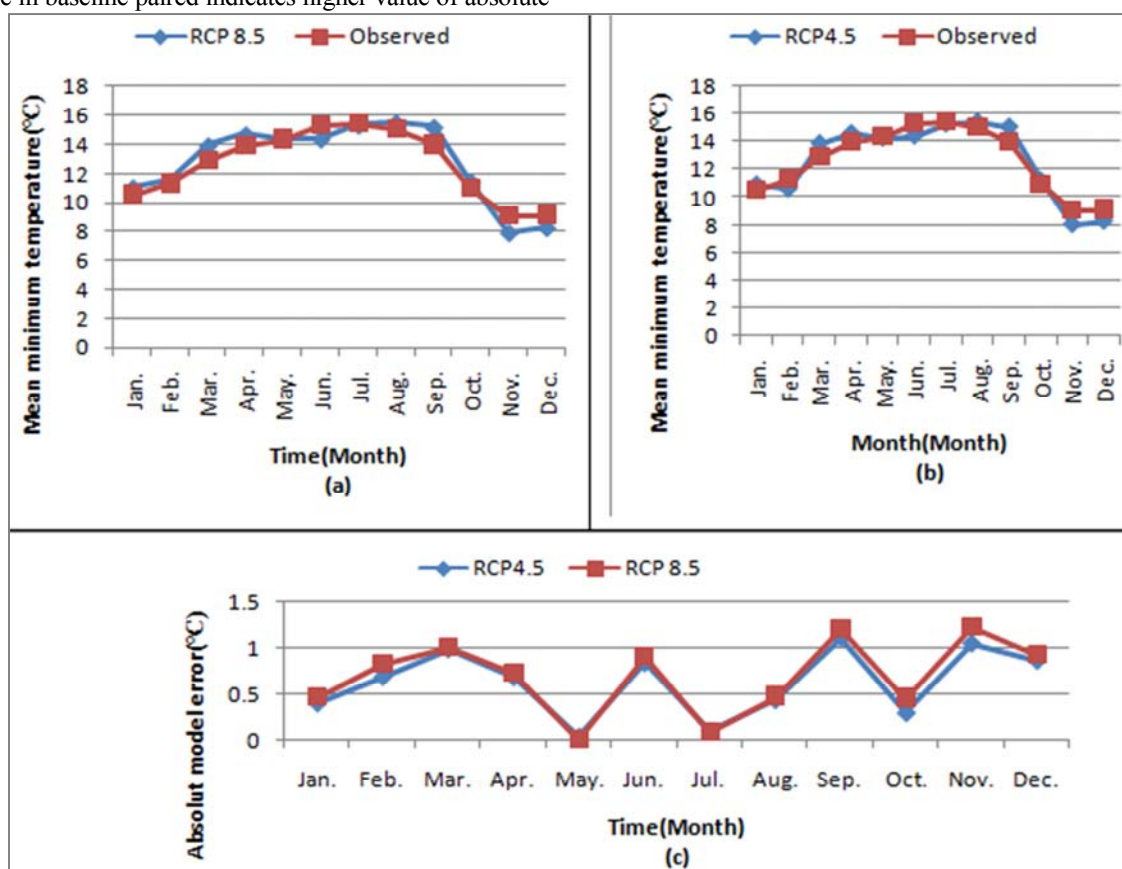 e in baseline paired indicates higher value of absolute
RCP 8.5 Observed
Mean minimum temperature(°C)
18
16
14
12
10
8
6
4
2
0
Jan. Feb. Mar. Apr. May. Jun. Jul. Aug. Sep. Oct. Nov. Dec.
Time(Month)
(a)
RCP4.5 Observed
Mean minimum temperature(°C)
18
16
14
12
10
8
6
4
2
0
Jan. Feb. Mar. Apr. May. Jun. Jul. Aug. Sep. Oct. Nov. Dec.
Month(Month)
(b)
RCP4.5 RCP 8.5
Absolut model error(°C)
1.5
1
0.5
0
Jan. Feb. Mar. Apr. May. Jun. Jul. Aug. Sep. Oct. Nov. Dec.
Time(Month)
(c)